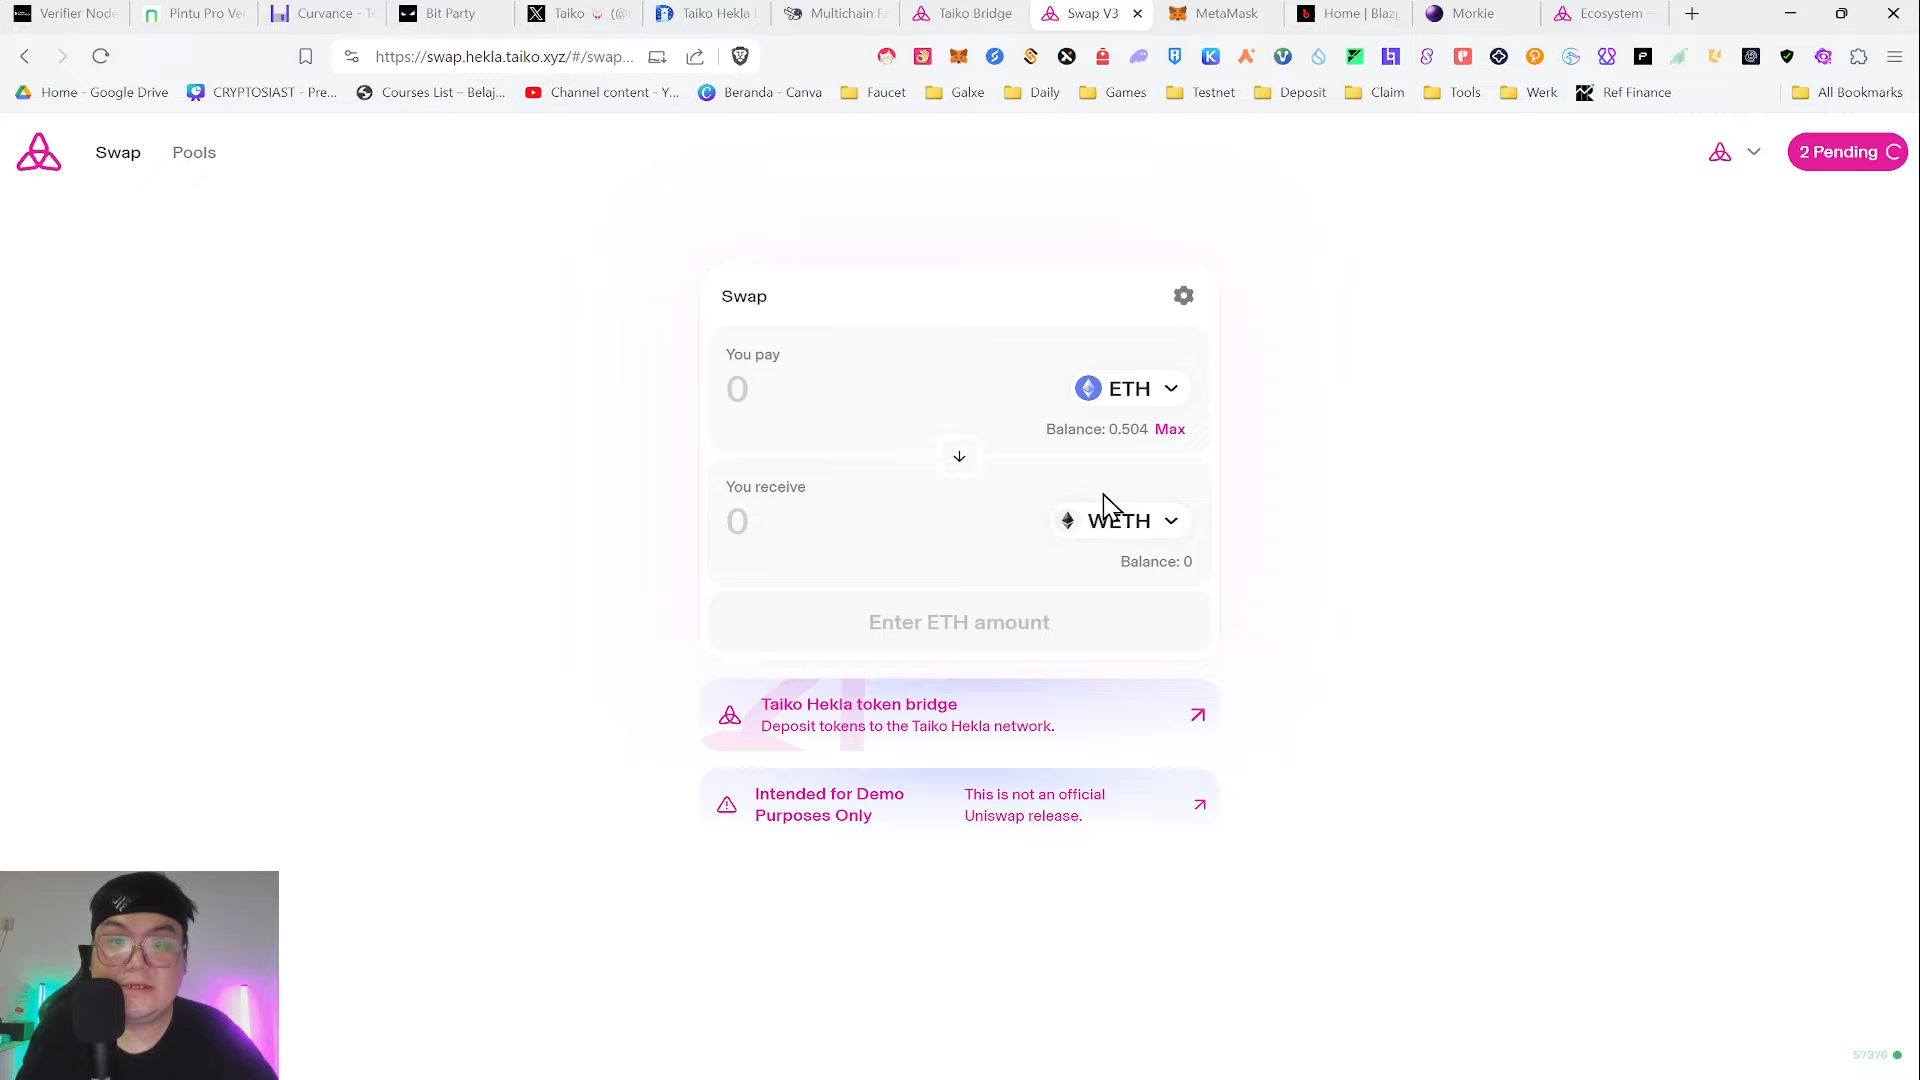 Verifier Node
Pintu Pro Ve
Curvance - T
Bit Party
Taiko
Taiko Hekla
Multichain Fa
Taiko Bridge
Swap V3
MetaMask
Home | Blaz
Morkie
Ecosystem -
https://swap.hekla.taiko.xyz/#/swap...
Home - Google Drive
CRYPTOSIAST - Pre...
Courses List – Belaj...
Channel content - Y...
Beranda - Canva
Faucet
Galxe
Daily
Games
Testnet
Deposit
Claim
Tools
Werk
Ref Finance
All Bookmarks
Swap
Pools
2 Pending
Swap
You pay
0
ETH
Balance: 0.504 Max
You receive
0
WETH
Balance: 0
Enter ETH amount
Taiko Hekla token bridge
Deposit tokens to the Taiko Hekla network.
Intended for Demo
Purposes Only
This is not an official
Uniswap release.
57376